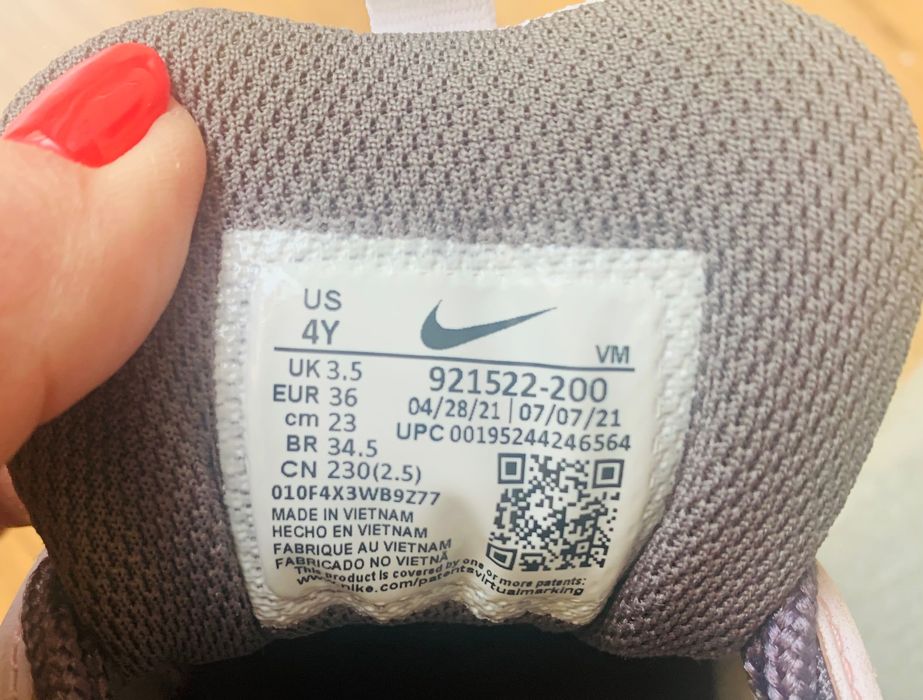 US
4Y
VM
UK 3.5
EUR 36
cm 23
BR 34.5
CN 230(2.5)
921522-200
04/28/21 | 07/07/21
UPC 00195244246564
010F4X3WB9Z77
MADE IN VIETNAM
HECHO EN VIETNAM
FABRIQUE AU VIETNAM
FABRICADO NO VIETNÃ
This product is covered by one or more patents:
www.nike.com/patentsvirtualmarking